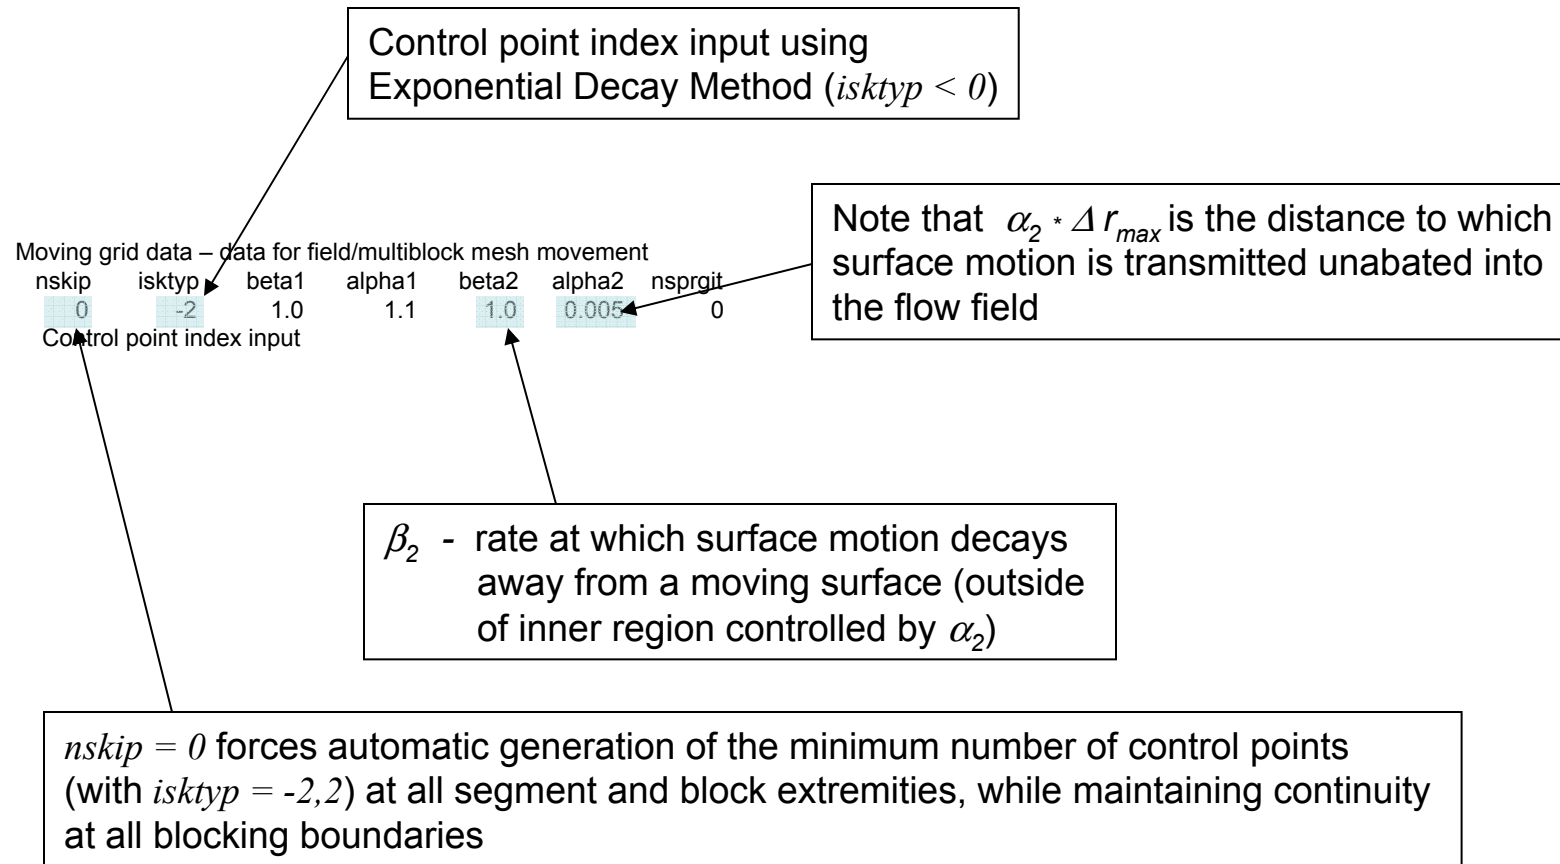 Control point index input using
Exponential Decay Method (isktyp < 0)
Note that α2 * Δ rmax is the distance to which
surface motion is transmitted unabated into
the flow field
Moving grid data – data for field/multiblock mesh movement
nskip isktyp beta1 alpha1 beta2 alpha2 nsprgit
0 -2 1.0 1.1 1.0 0.005 0
Control point index input
β2 - rate at which surface motion decays
away from a moving surface (outside
of inner region controlled by α2)
nskip = 0 forces automatic generation of the minimum number of control points
(with isktyp = -2,2) at all segment and block extremities, while maintaining continuity
at all blocking boundaries